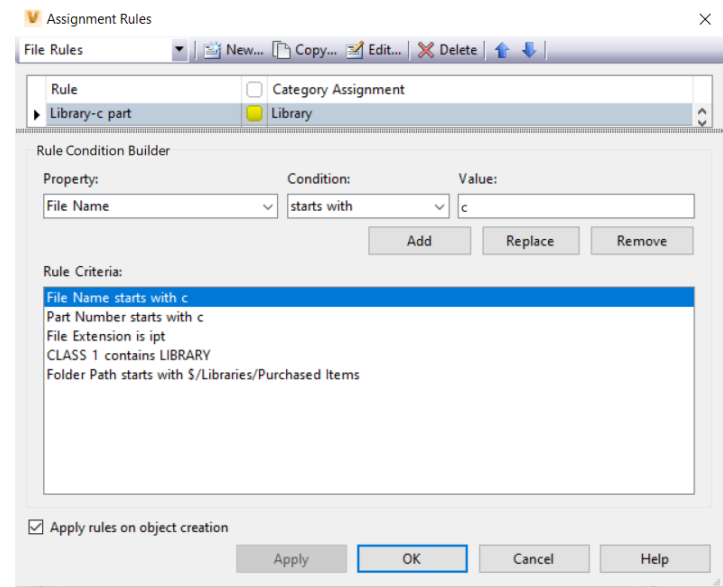 Assignment Rules
File Rules New... Copy... Edit... Delete
Rule Category Assignment
Library-c part Library
Rule Condition Builder
Property: Condition: Value:
File Name starts with c
Add Replace Remove
Rule Criteria:
File Name starts with c
Part Number starts with c
File Extension is ipt
CLASS 1 contains LIBRARY
Folder Path starts with $/Libraries/Purchased Items
Apply rules on object creation
Apply OK Cancel Help